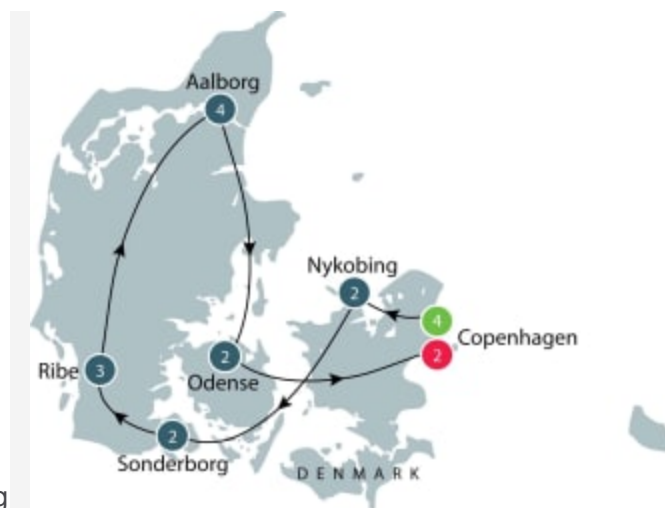 Aalborg
4
Nykobing
2
4
Copenhagen
2
Ribe
3
2
Odense
2
Sonderborg
DENMARK
g